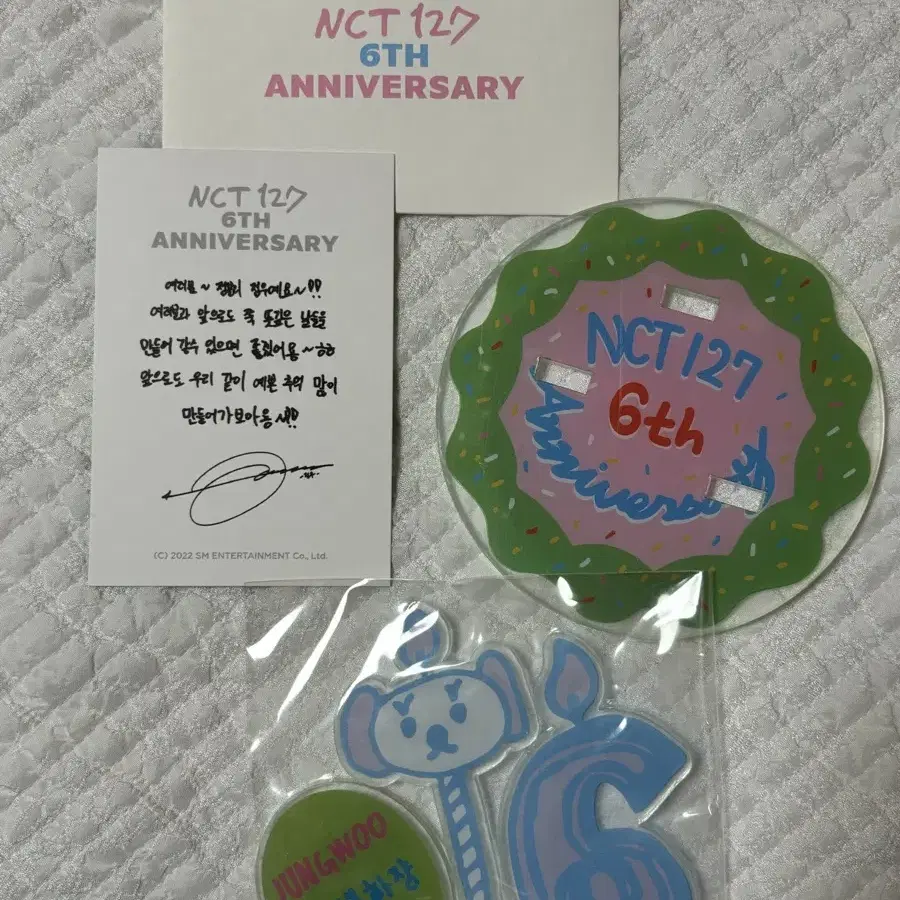 NCT 127
6TH
ANNIVERSARY
NCT 127
6TH
ANNIVERSARY
여러분~ 정우예요~!!
여러분과 앞으로도 쭉 똑같은 날들을
만들어 갈수 있으면 좋겠어용~ㅎㅎ
앞으로도 우리 같이 예쁜 추억 많이
만들어가보아용~!!
(C) 2022 SM ENTERTAINMENT Co., Ltd.
NCT 127
6th
Anniversary
JUNGWOO
6